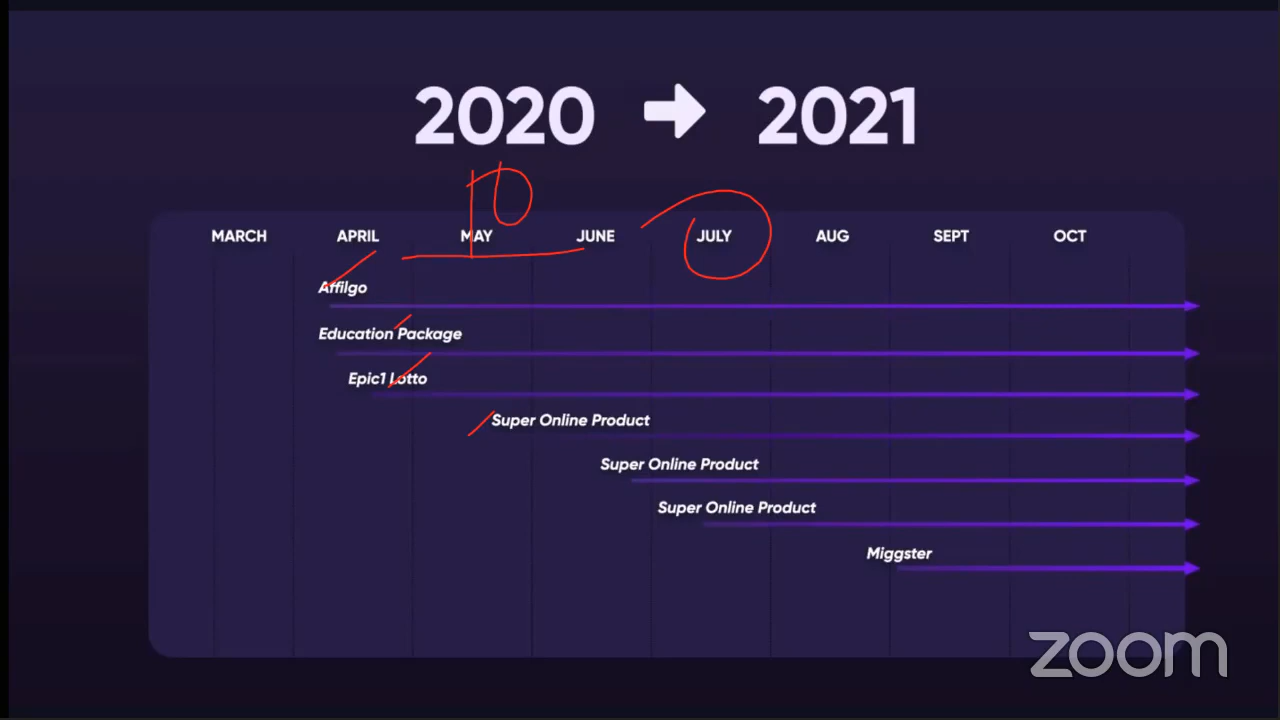 2020 → 2021
10
MARCH APRIL MAY JUNE JULY AUG SEPT OCT
Affilgo
Education Package
Epic1 Lotto
Super Online Product
Super Online Product
Super Online Product
Miggster
zoom